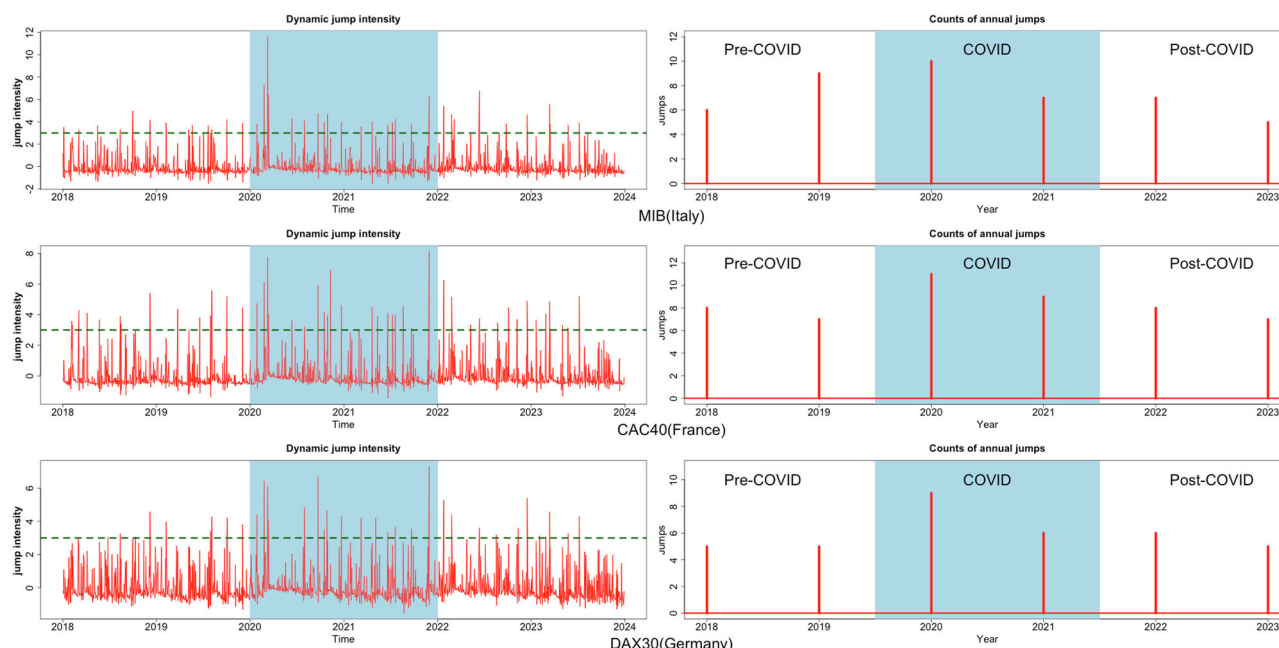 Dynamic jump intensity
jump intensity
-2 0 2 4 6 8 10 12
2018 2019 2020 2021 2022 2023 2024
Time
Counts of annual jumps
Pre-COVID COVID Post-COVID
Jumps
0 2 4 6 8 10 12
2018 2019 2020 2021 2022 2023
Year
MIB(Italy)
Dynamic jump intensity
jump intensity
0 2 4 6 8
2018 2019 2020 2021 2022 2023 2024
Time
Counts of annual jumps
Pre-COVID COVID Post-COVID
Jumps
0 2 4 6 8 10 12
2018 2019 2020 2021 2022 2023
Year
CAC40(France)
Dynamic jump intensity
jump intensity
0 2 4 6
2018 2019 2020 2021 2022 2023 2024
Time
Counts of annual jumps
Pre-COVID COVID Post-COVID
Jumps
0 2 4 6 8 10
2018 2019 2020 2021 2022 2023
Year
DAX30(Germany)